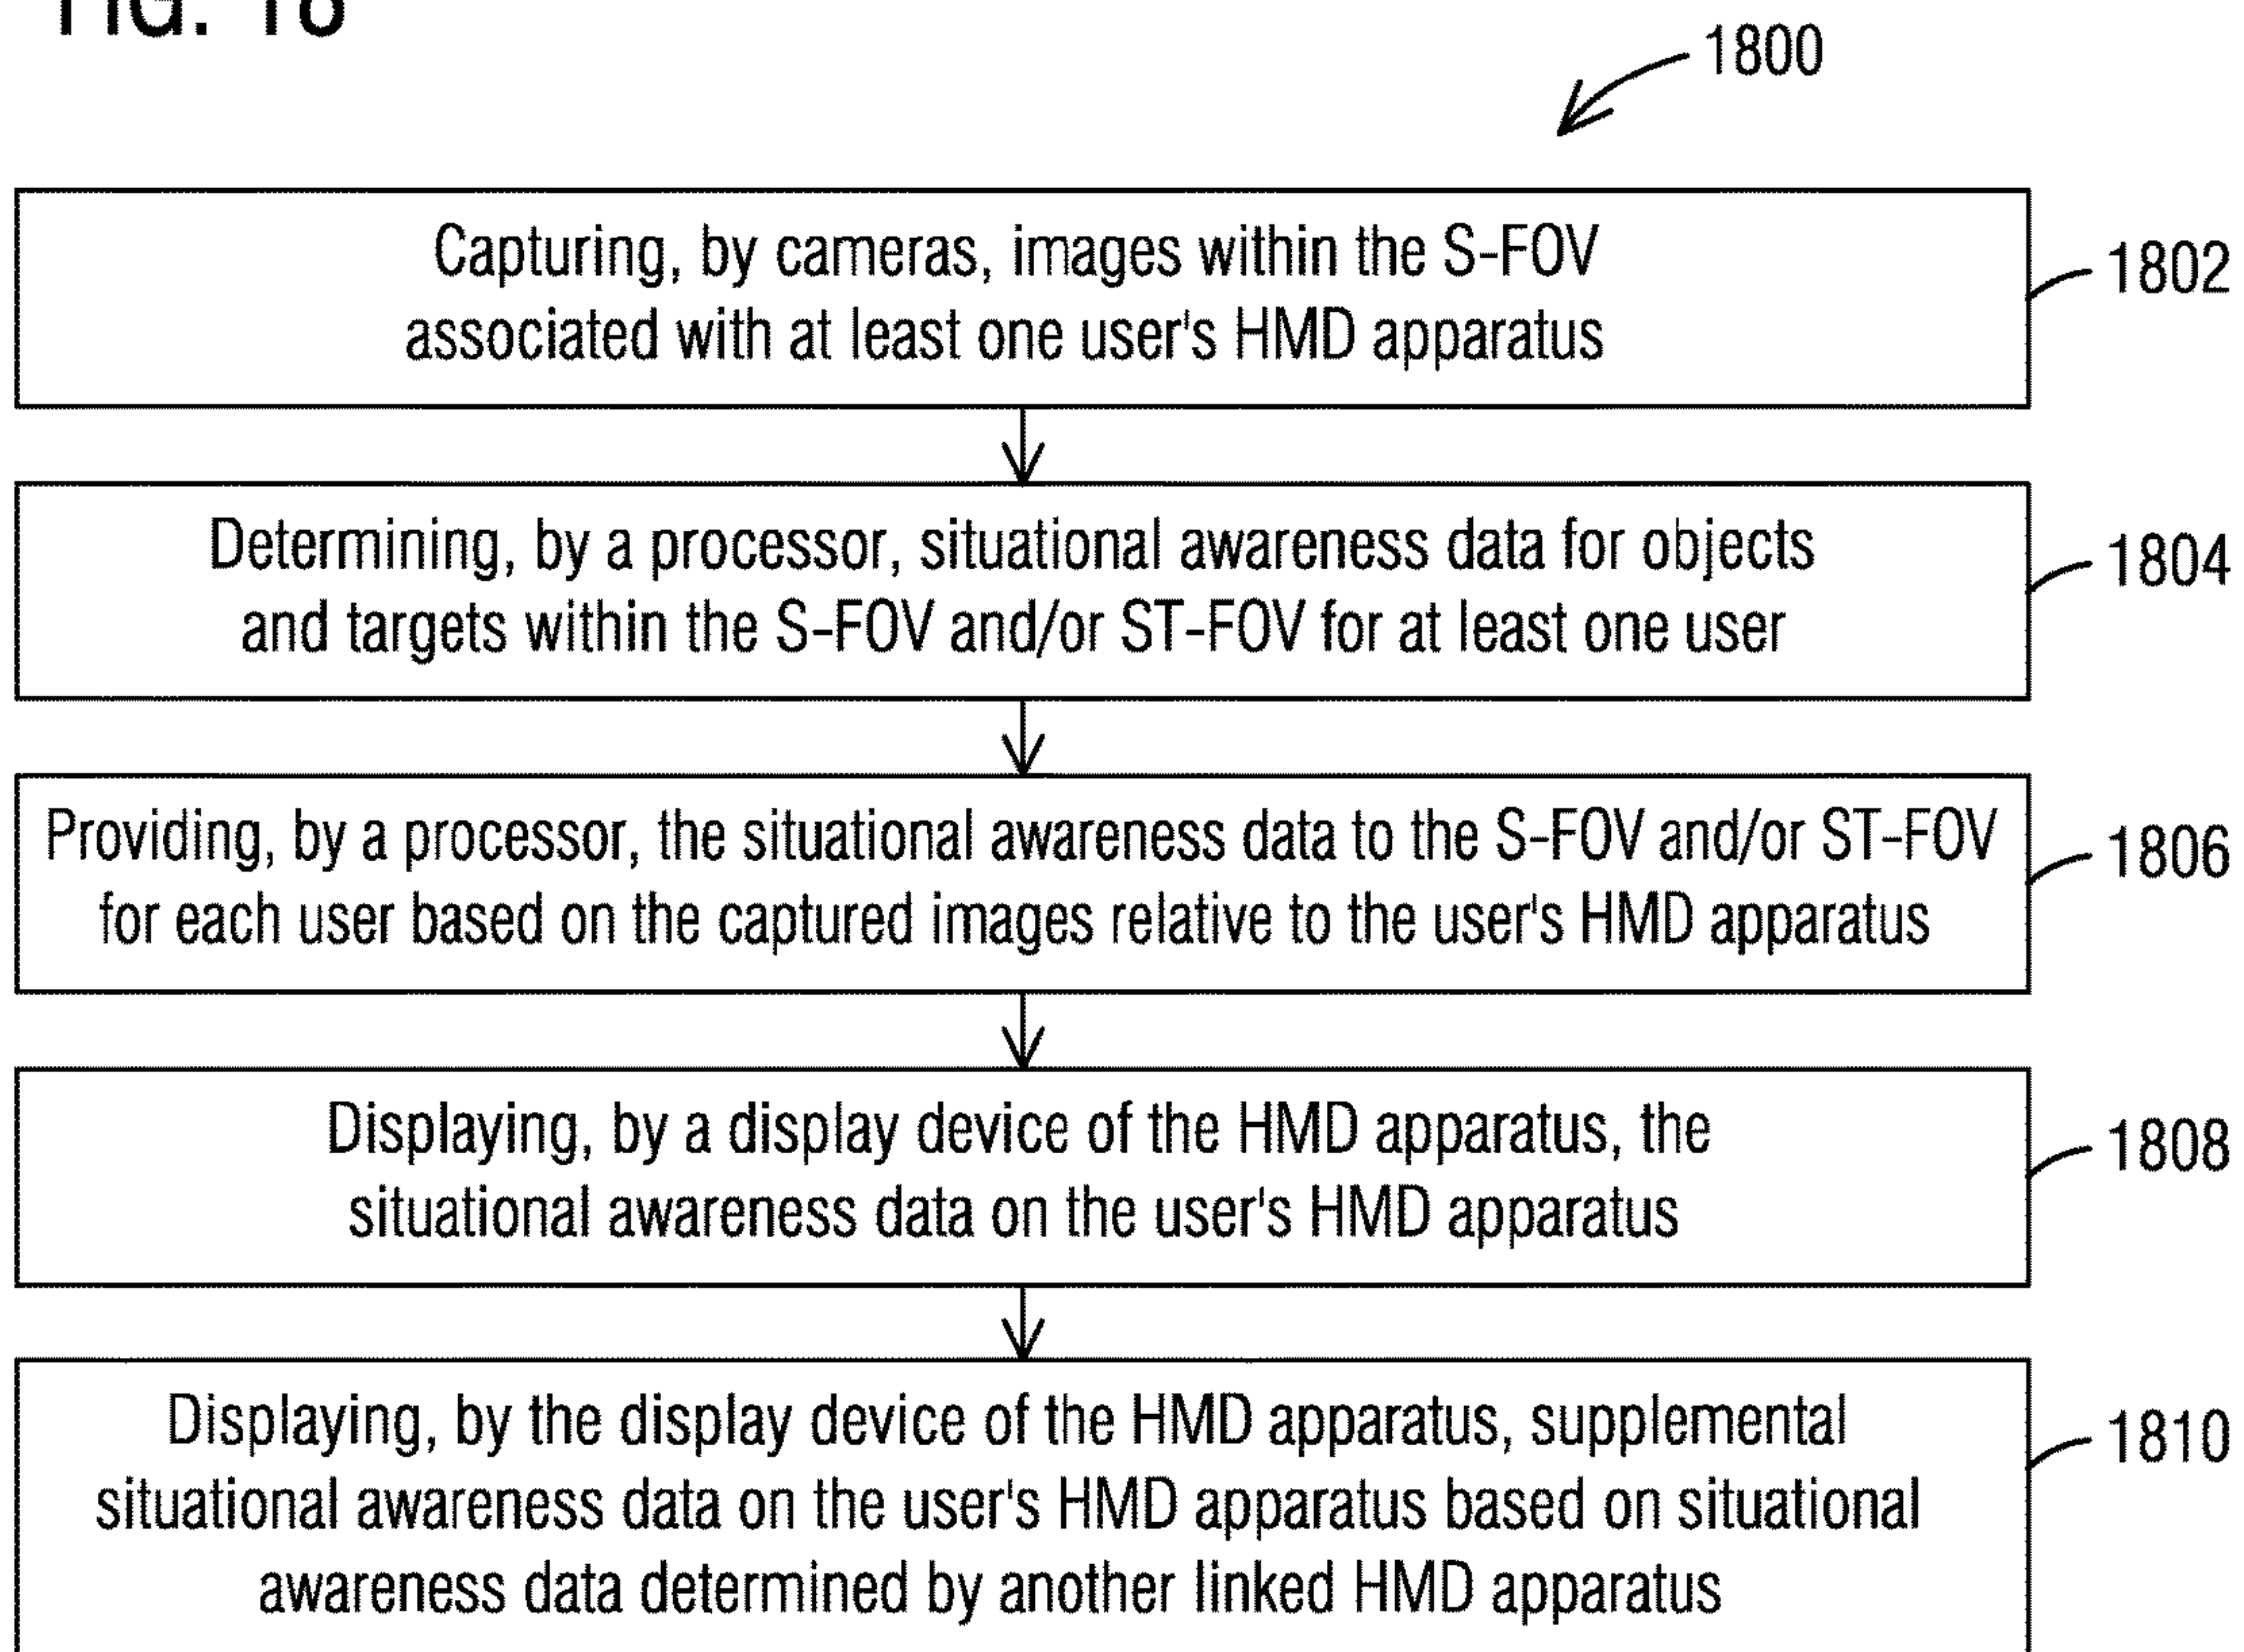 FIG. 18
1800
Capturing, by cameras, images within the S-FOV
associated with at least one user's HMD apparatus
1802
Determining, by a processor, situational awareness data for objects
and targets within the S-FOV and/or ST-FOV for at least one user
1804
Providing, by a processor, the situational awareness data to the S-FOV and/or ST-FOV
for each user based on the captured images relative to the user's HMD apparatus
1806
Displaying, by a display device of the HMD apparatus, the
situational awareness data on the user's HMD apparatus
1808
Displaying, by the display device of the HMD apparatus, supplemental
situational awareness data on the user's HMD apparatus based on situational
awareness data determined by another linked HMD apparatus
1810